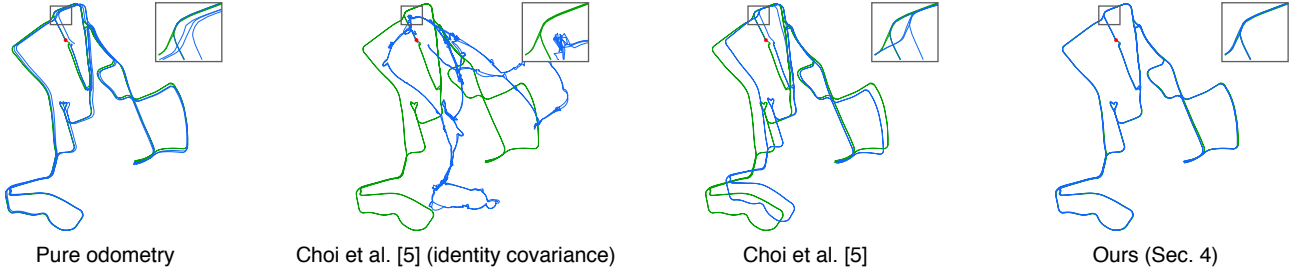 Pure odometry
Choi et al. [5] (identity covariance)
Choi et al. [5]
Ours (Sec. 4)